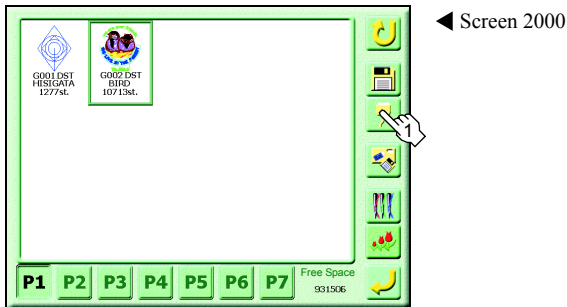 ◀ Screen 2000
G001 DST
HISIGATA
1277st.
G002 DST
BIRD
10713st.
1
P1 P2 P3 P4 P5 P6 P7
Free Space
931506